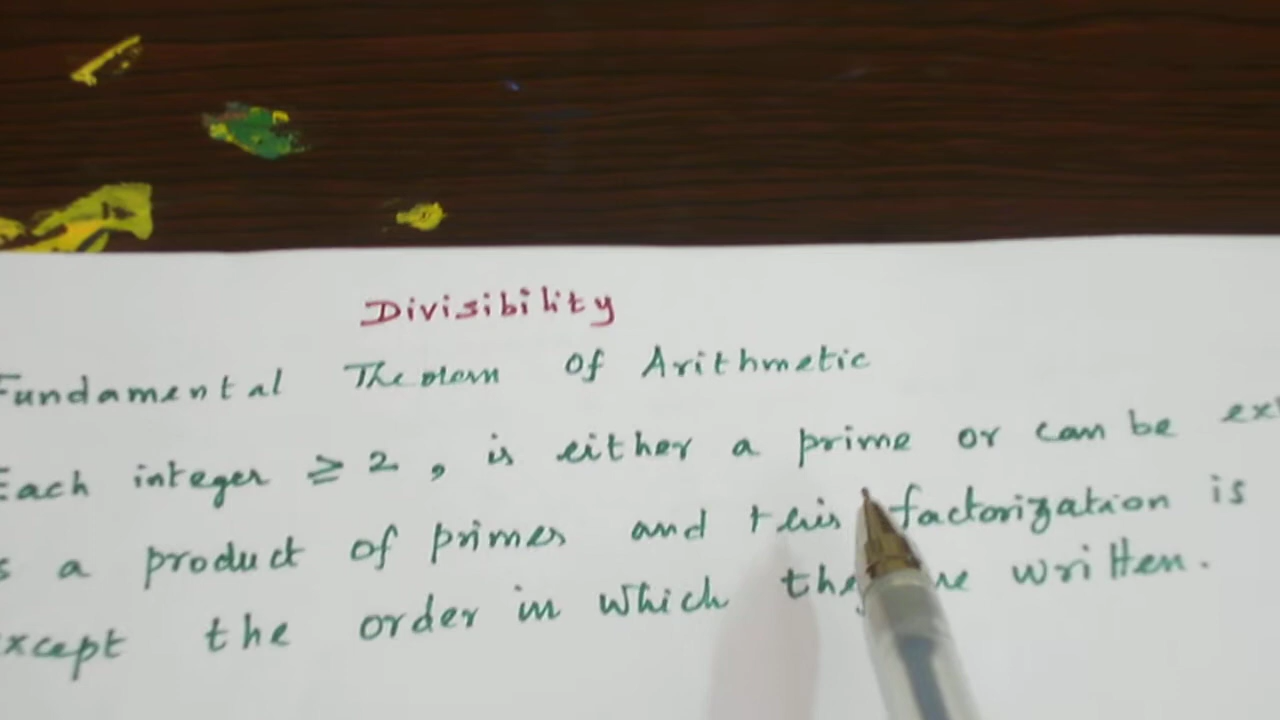 Divisibility
Fundamental Theorem of Arithmetic
Each integer ≥ 2, is either a prime or can be
a product of primes and this factorization is
except the order in which written.